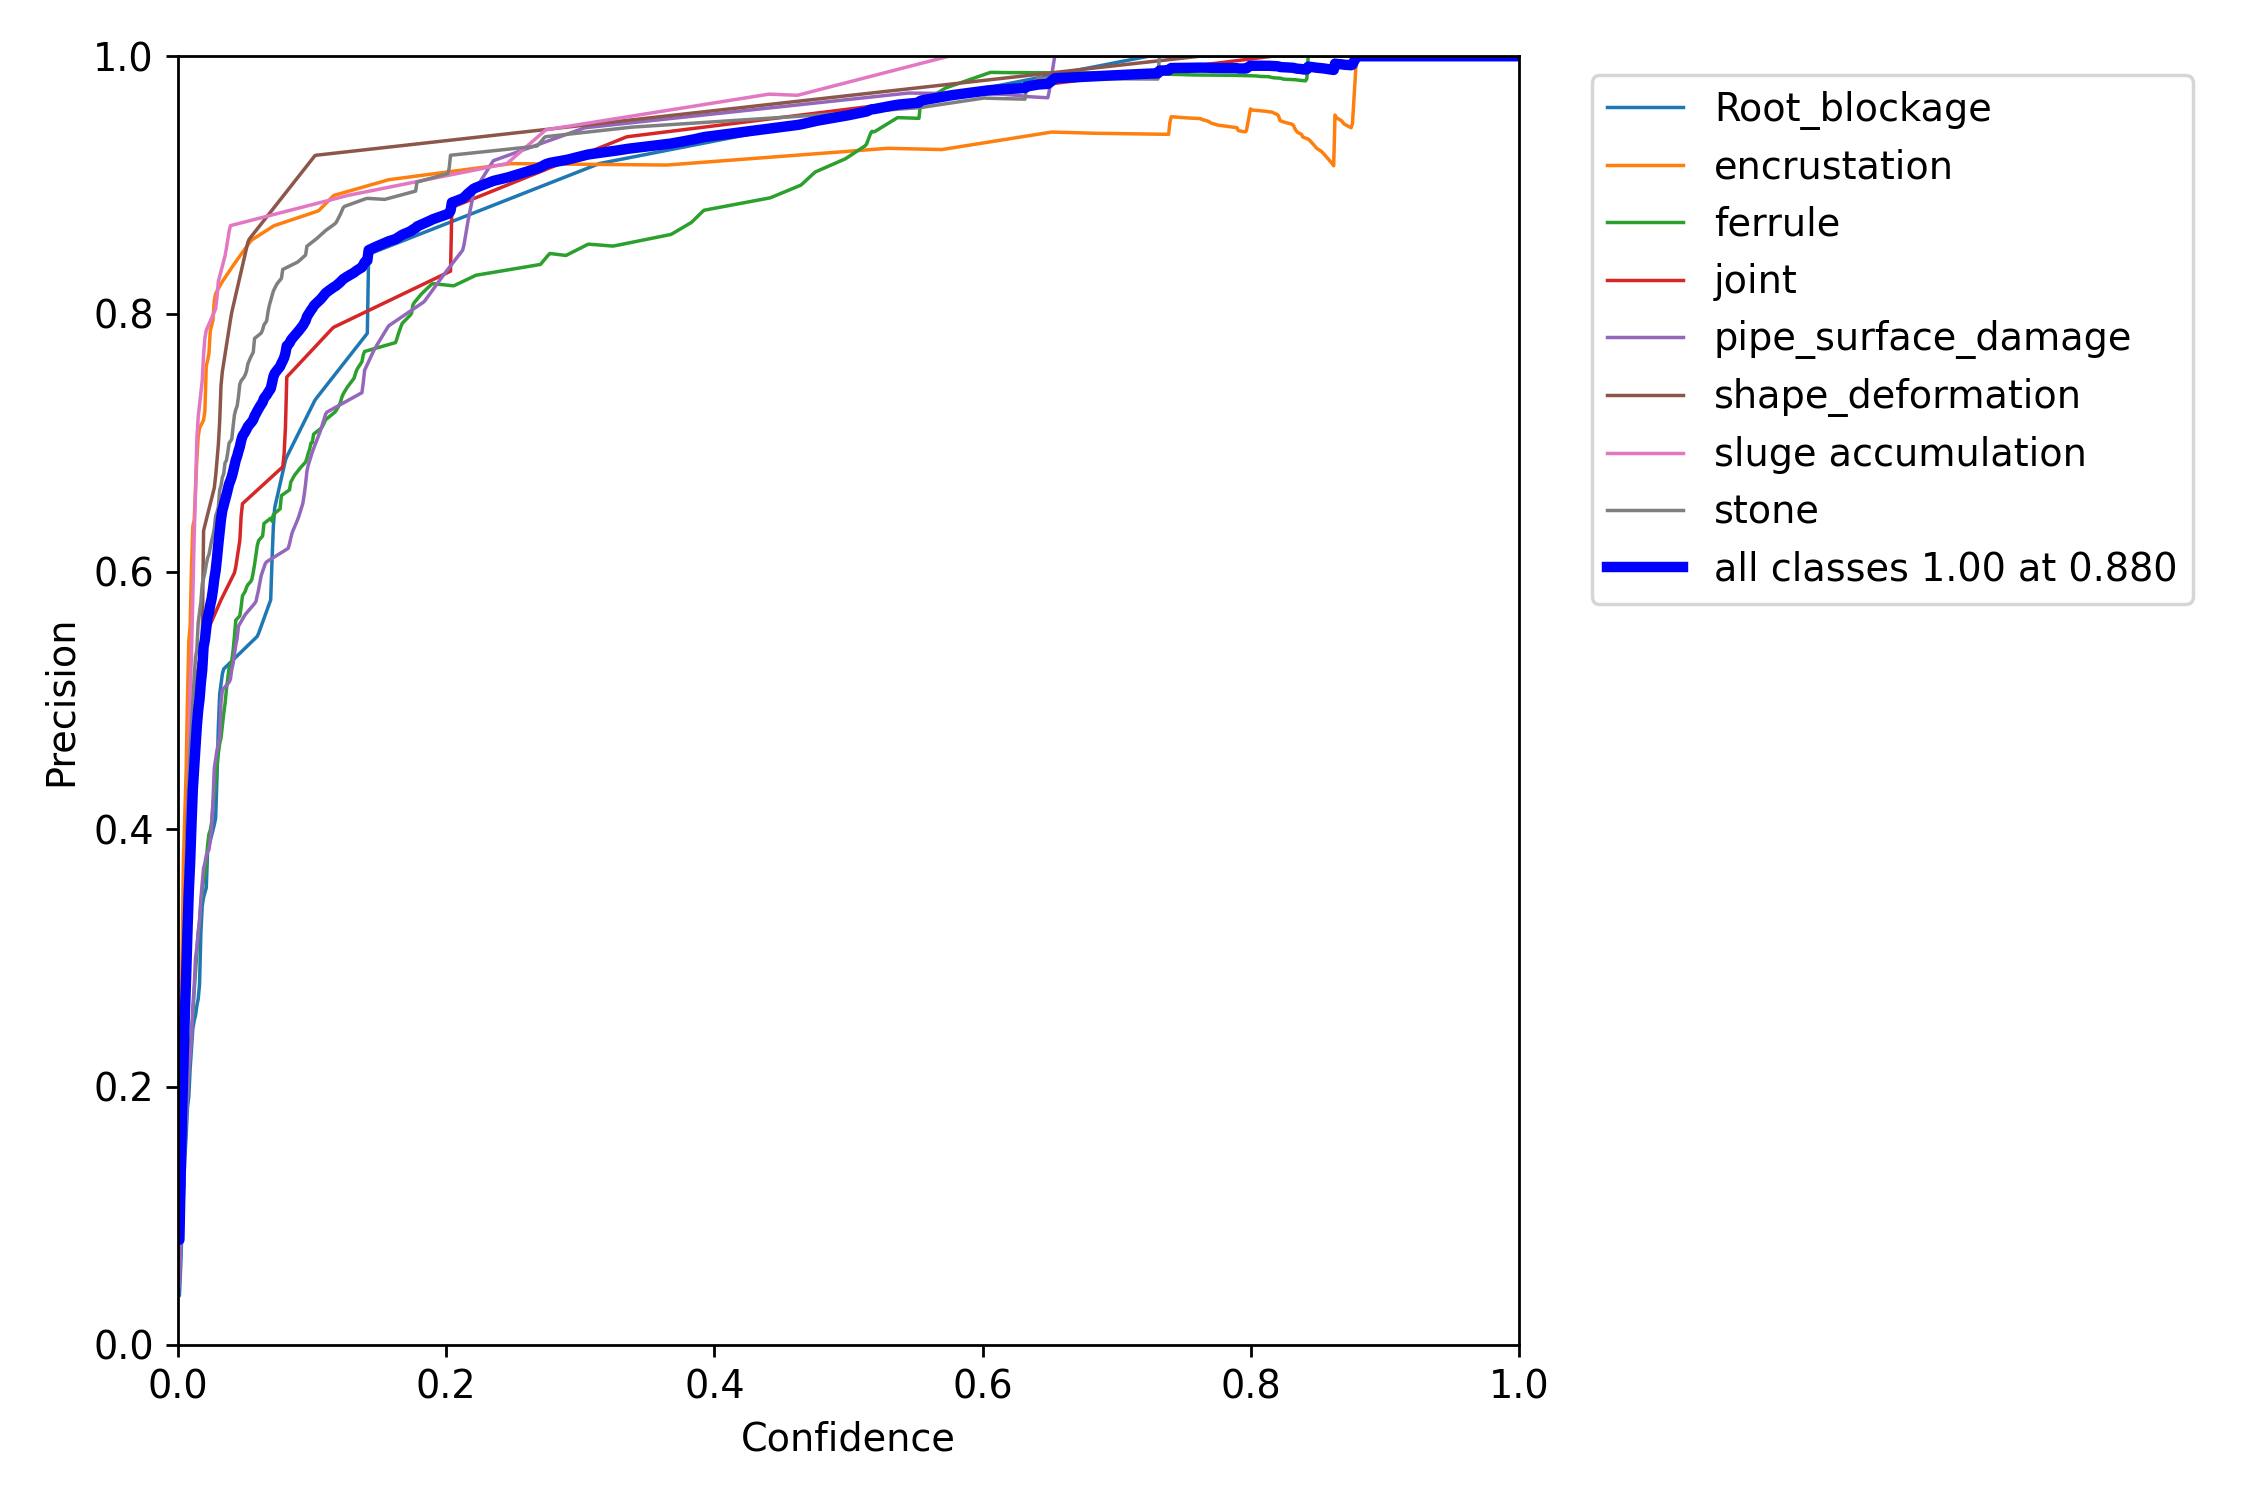 1.0
0.8
0.6
0.4
0.2
0.0
0.0 0.2 0.4 0.6 0.8 1.0
Precision
Confidence
Root_blockage
encrustation
ferrule
joint
pipe_surface_damage
shape_deformation
sluge accumulation
stone
all classes 1.00 at 0.880